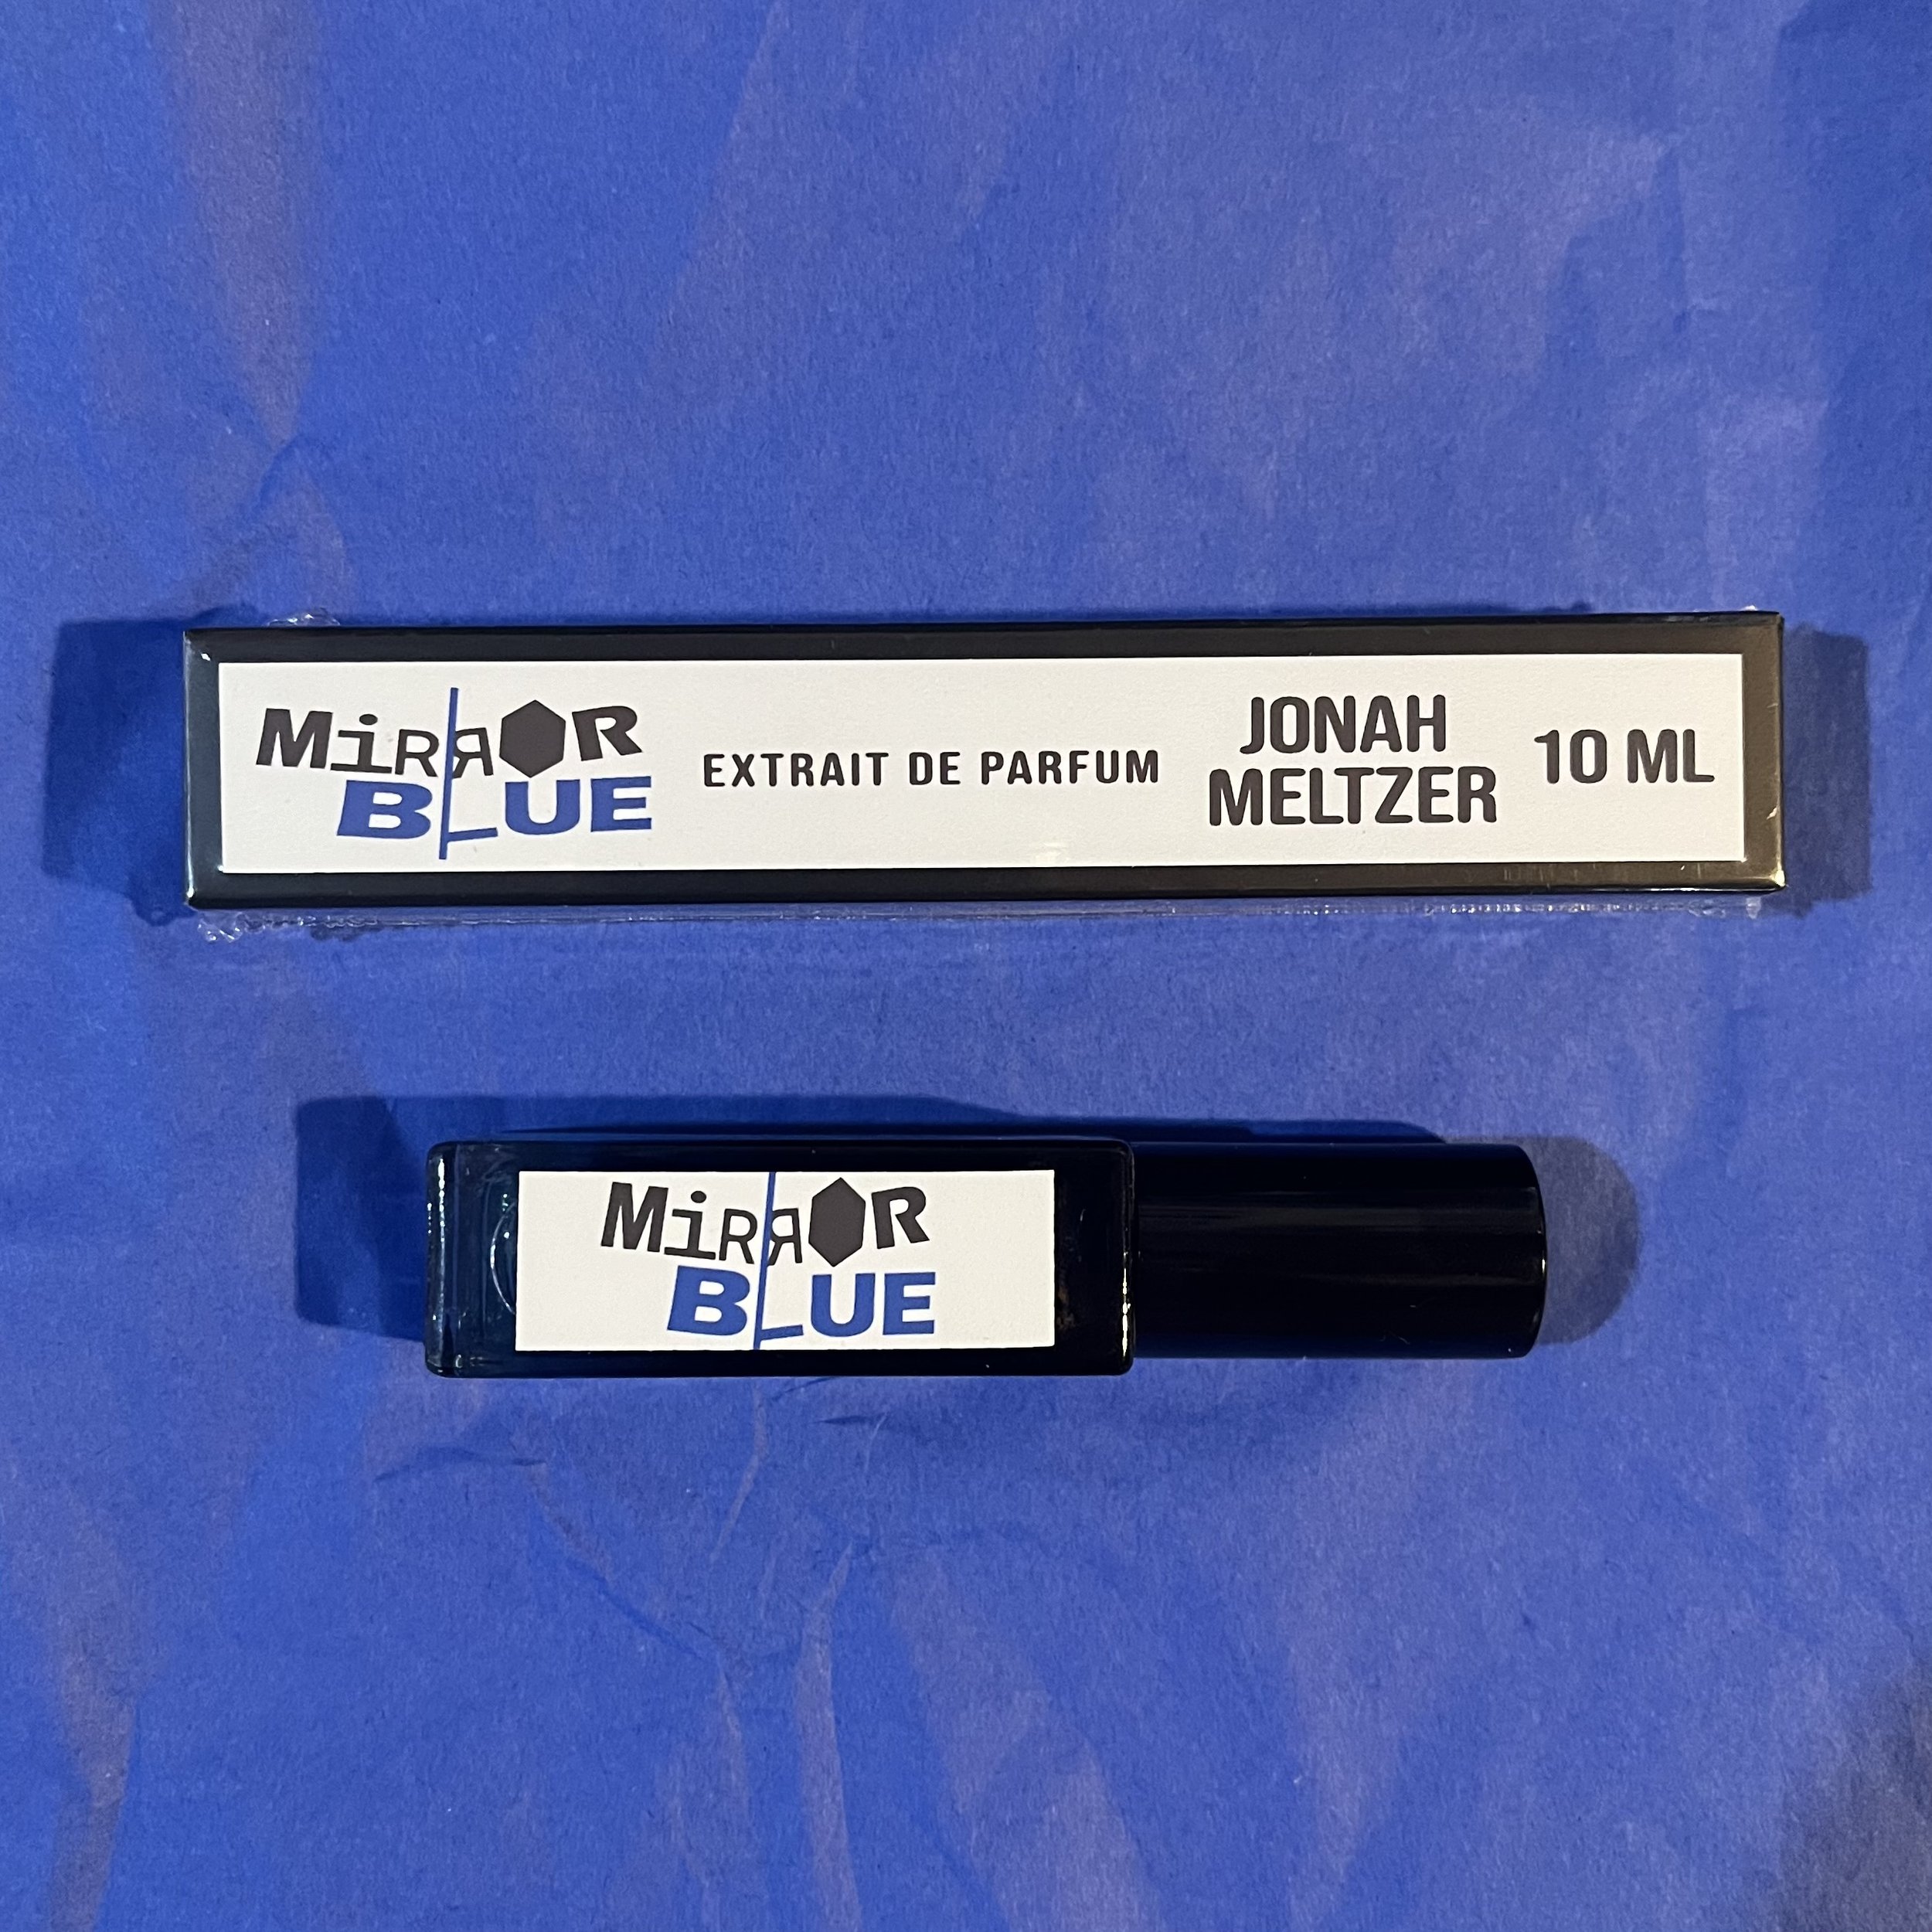 MiRROR
BLUE
EXTRAIT DE PARFUM
JONAH
MELTZER
10 ML
MiRROR
BLUE